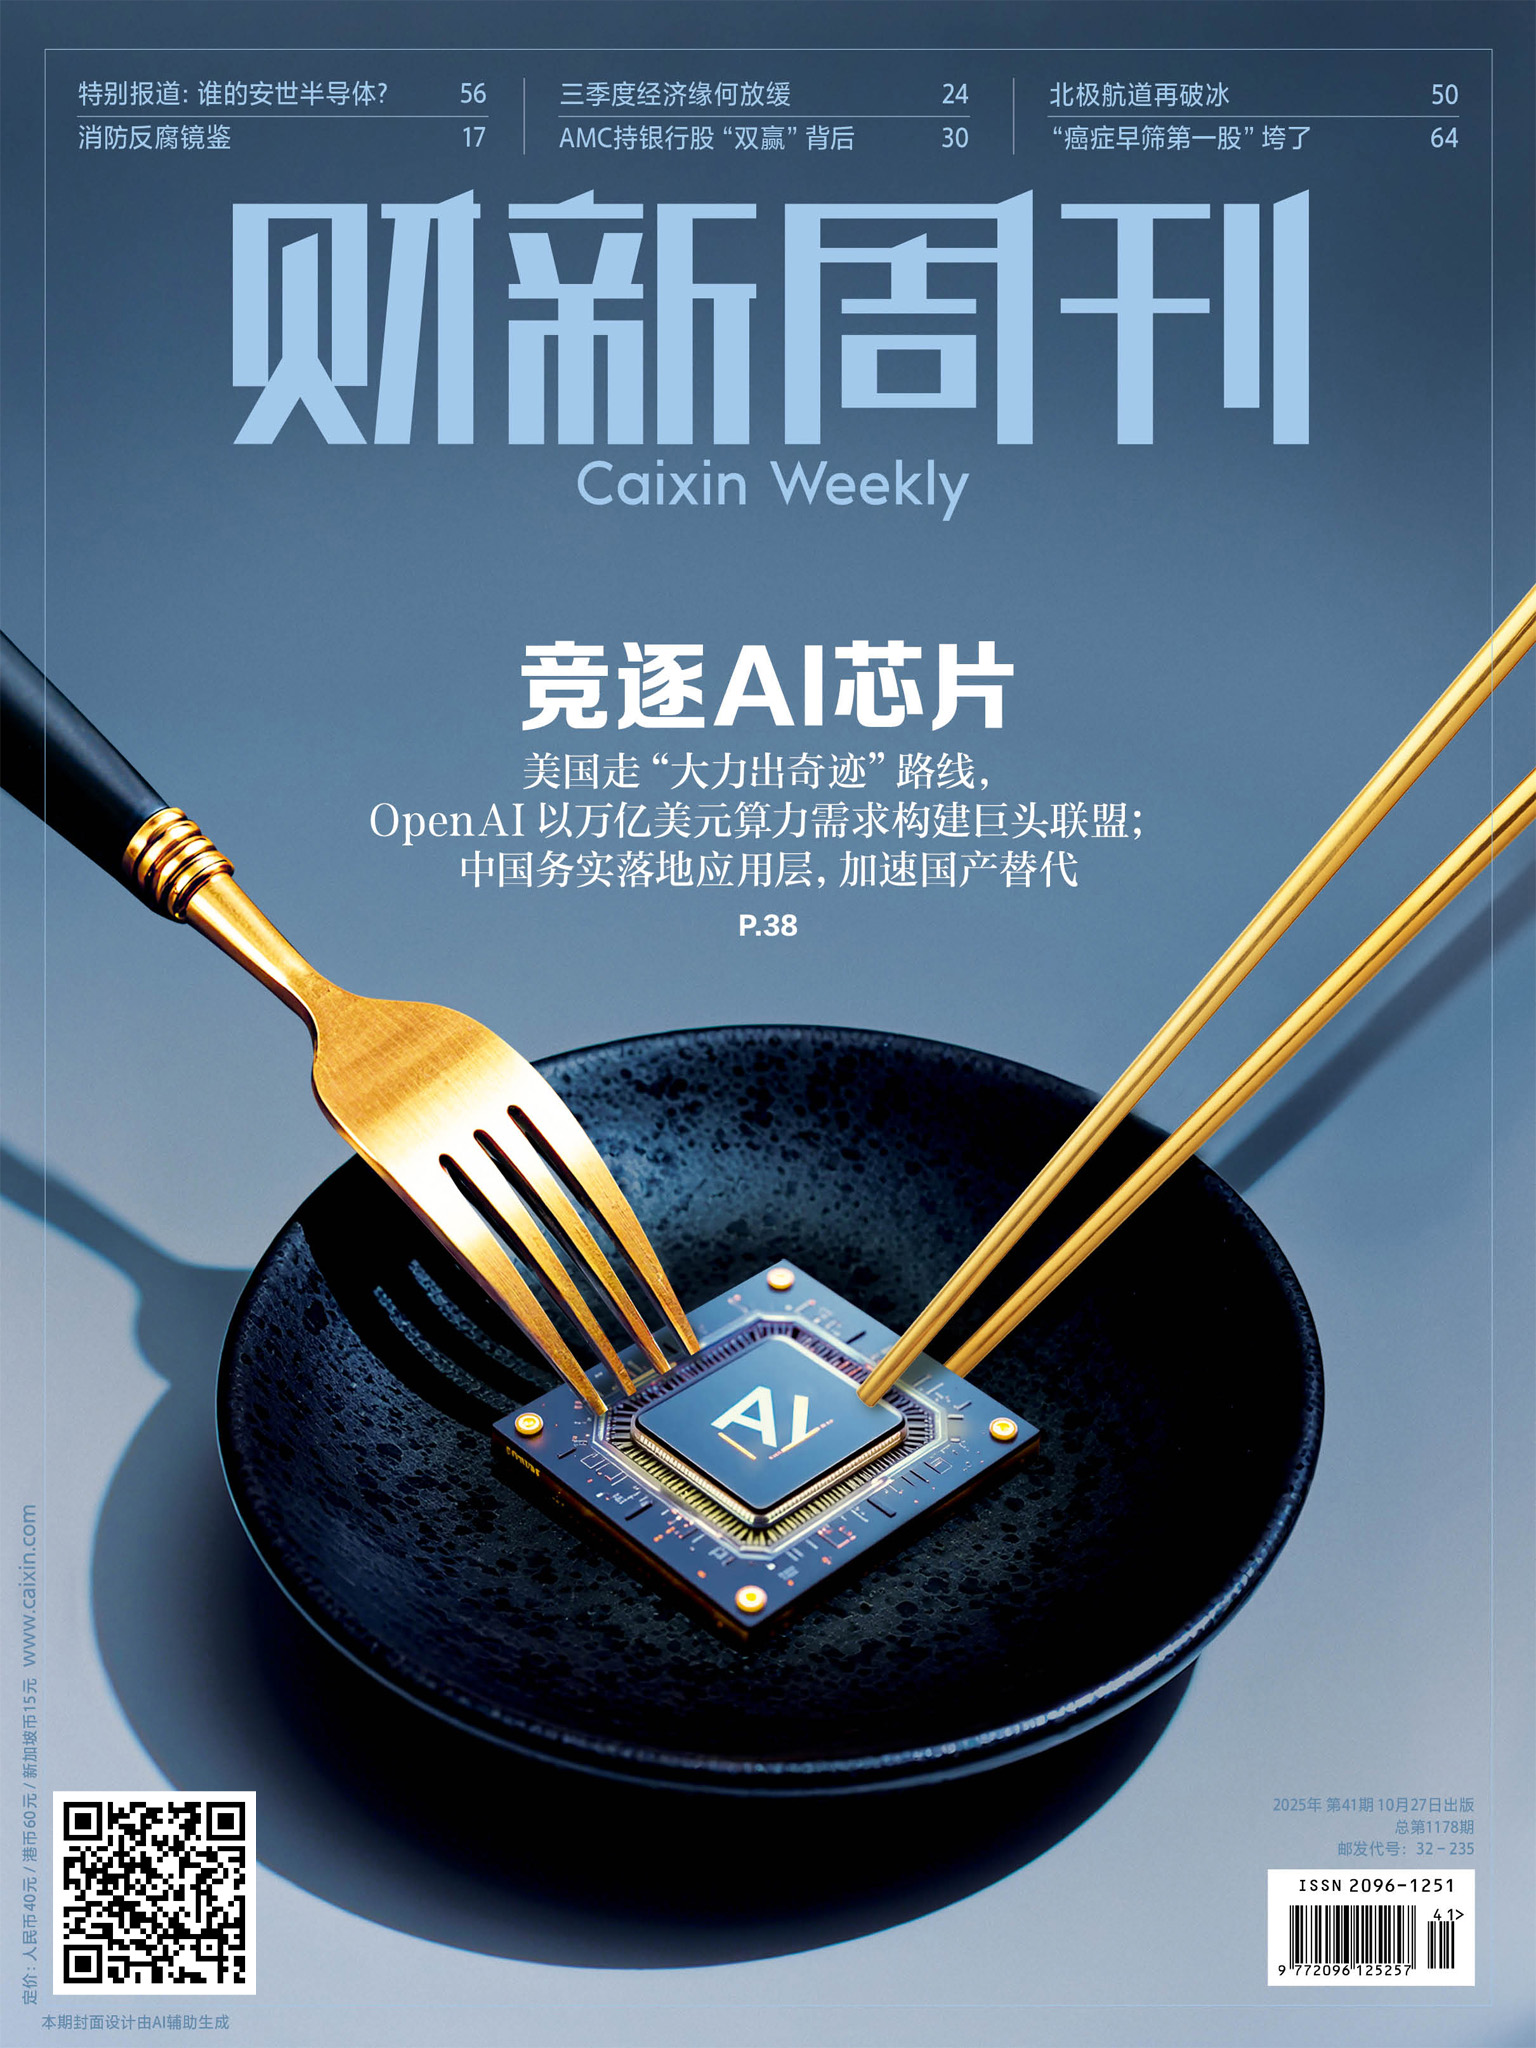 特别报道：谁的安世半导体？ 56
消防反腐镜鉴 17
三季度经济缘何放缓 24
AMC持银行股“双赢”背后 30
北极航道再破冰 50
“癌症早筛第一股”垮了 64
财新周刊
Caixin Weekly
竞逐AI芯片
美国走“大力出奇迹”路线，
OpenAI 以万亿美元算力需求构建巨头联盟；
中国务实落地应用层，加速国产替代
P.38
AI
定价：人民币40元 / 港币60元 / 新加坡币15元 www.caixin.com
2025年 第41期 10月27日出版
总第1178期
邮发代号：32－235
ISSN 2096-1251
41>
9 772096 125257
本期封面设计由AI辅助生成